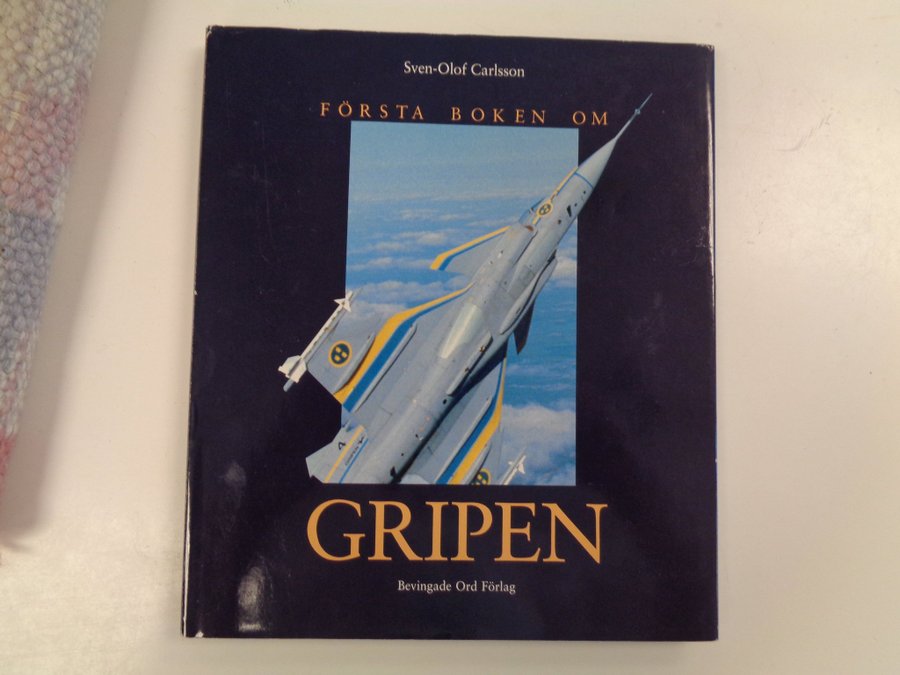 Sven-Olof Carlsson
FÖRSTA BOKEN OM
GRIPEN
Bevingade Ord Förlag